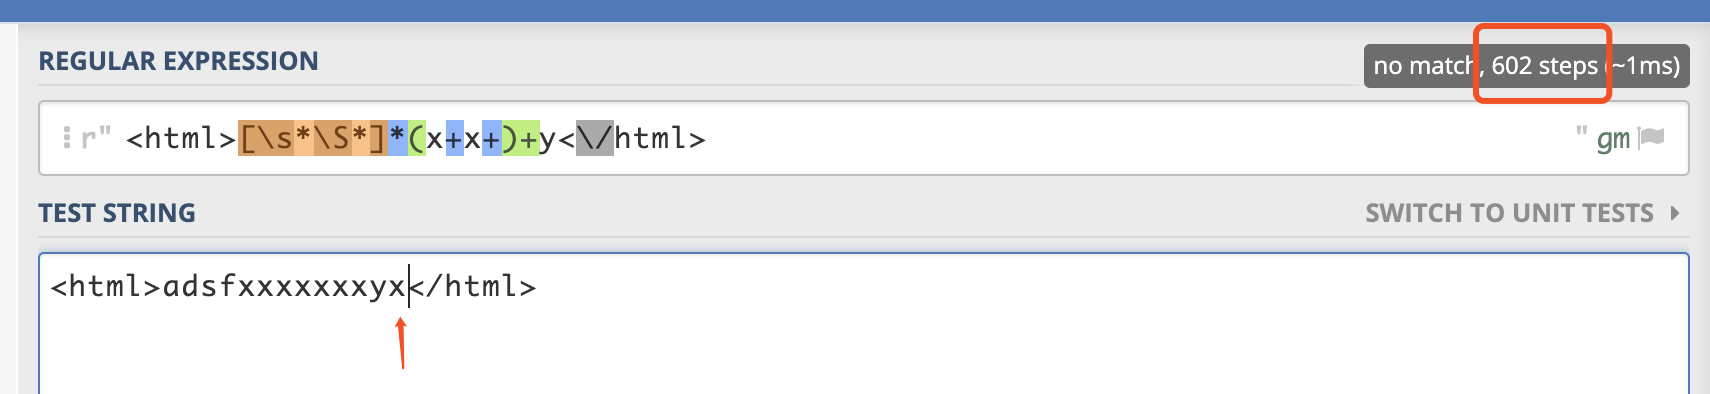 REGULAR EXPRESSION
no match, 602 steps (~1ms)
r" <html>[\s*\S*]*(x+x+)+y<\/html> " gm
TEST STRING
SWITCH TO UNIT TESTS
<html>adsfxxxxxxxyx</html>